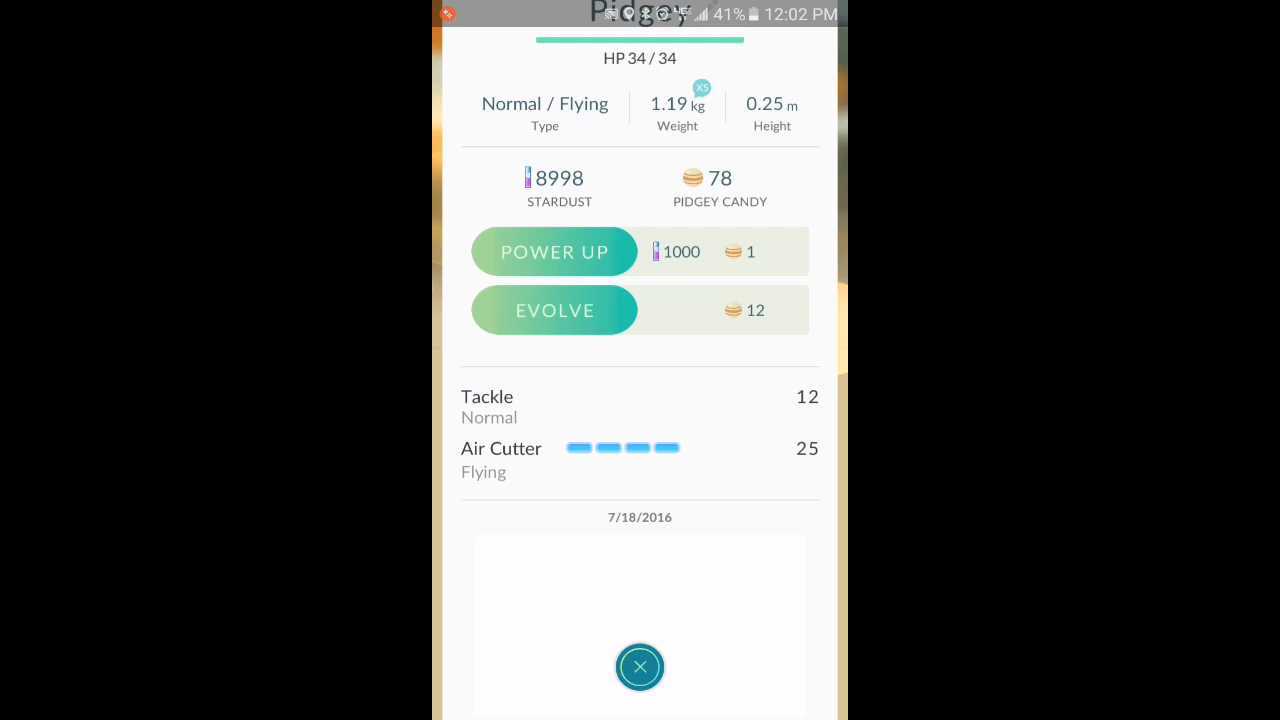 Pidgey
41% 12:02 PM
HP 34 / 34
XS
Normal / Flying 1.19 kg 0.25 m
Type Weight Height
8998 78
STARDUST PIDGEY CANDY
POWER UP 1000 1
EVOLVE 12
Tackle 12
Normal
Air Cutter 25
Flying
7/18/2016